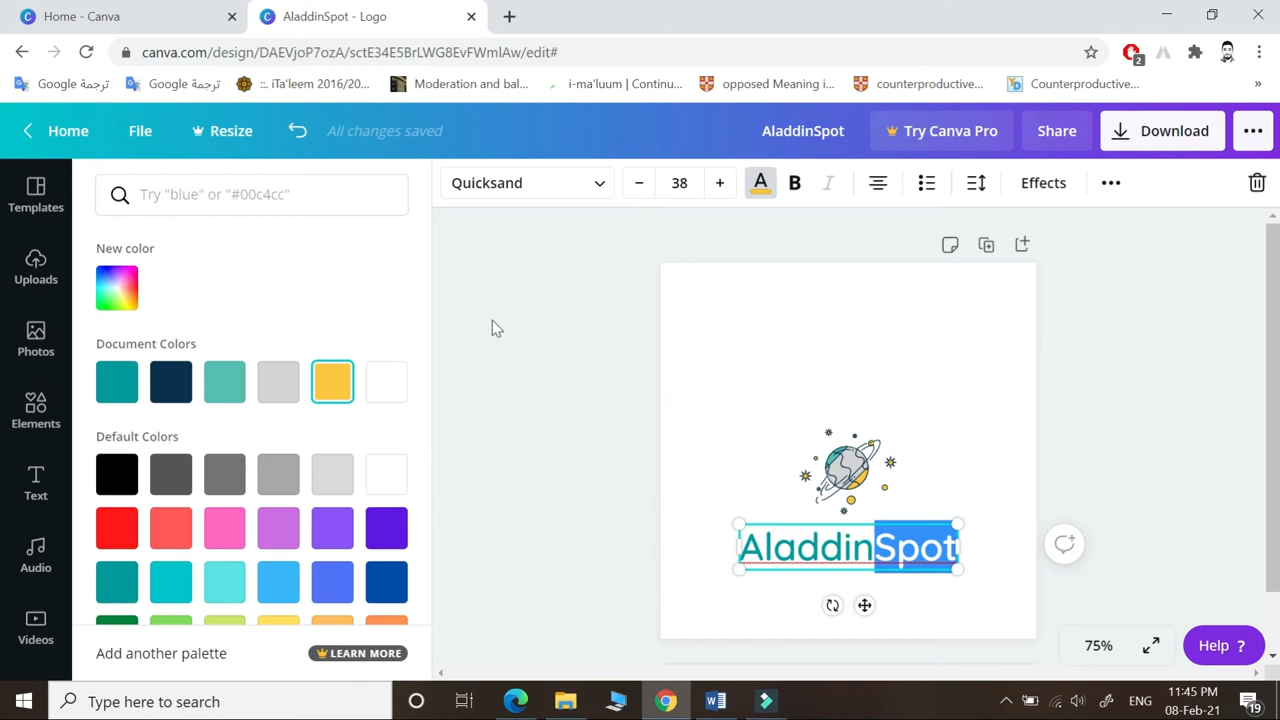 Home - Canva
AladdinSpot - Logo
canva.com/design/DAEVjoP7ozA/sctE34E5BrLWG8EvFWmlAw/edit#
2
ترجمة Google
ترجمة Google
::. iTa'leem 2016/20...
Moderation and bal...
i-ma'luum | Continu...
opposed Meaning i...
counterproductive...
Counterproductive...
»
Home
File
Resize
All changes saved
AladdinSpot
Try Canva Pro
Share
Download
Templates
Uploads
Photos
Elements
Text
Audio
Videos
Try "blue" or "#00c4cc"
New color
Document Colors
Default Colors
Add another palette
LEARN MORE
Quicksand
38
A
B
I
Effects
AladdinSpot
75%
Help ?
Type here to search
ENG
11:45 PM
08-Feb-21
19